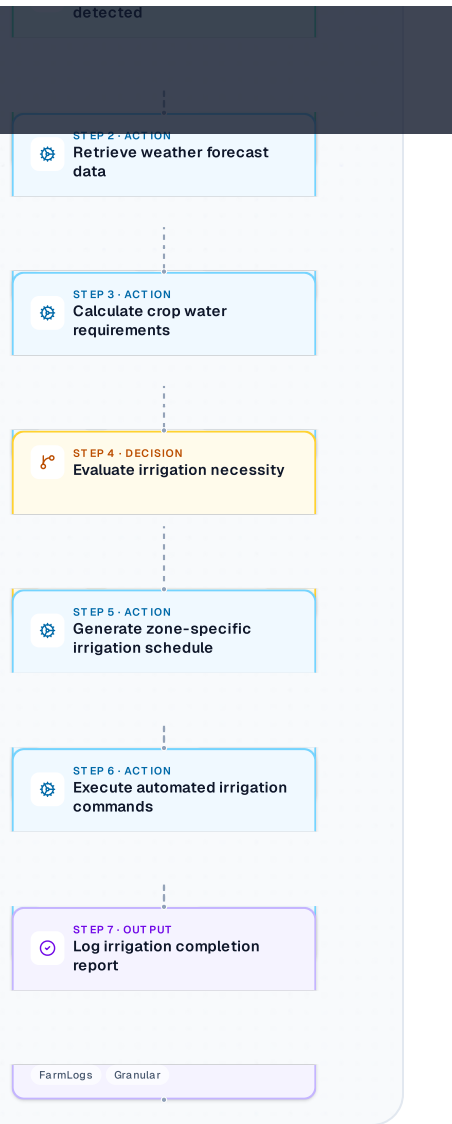 detected
STEP 2 · ACTION
Retrieve weather forecast
data
STEP 3 · ACTION
Calculate crop water
requirements
STEP 4 · DECISION
Evaluate irrigation necessity
STEP 5 · ACTION
Generate zone-specific
irrigation schedule
STEP 6 · ACTION
Execute automated irrigation
commands
STEP 7 · OUTPUT
Log irrigation completion
report
FarmLogs Granular